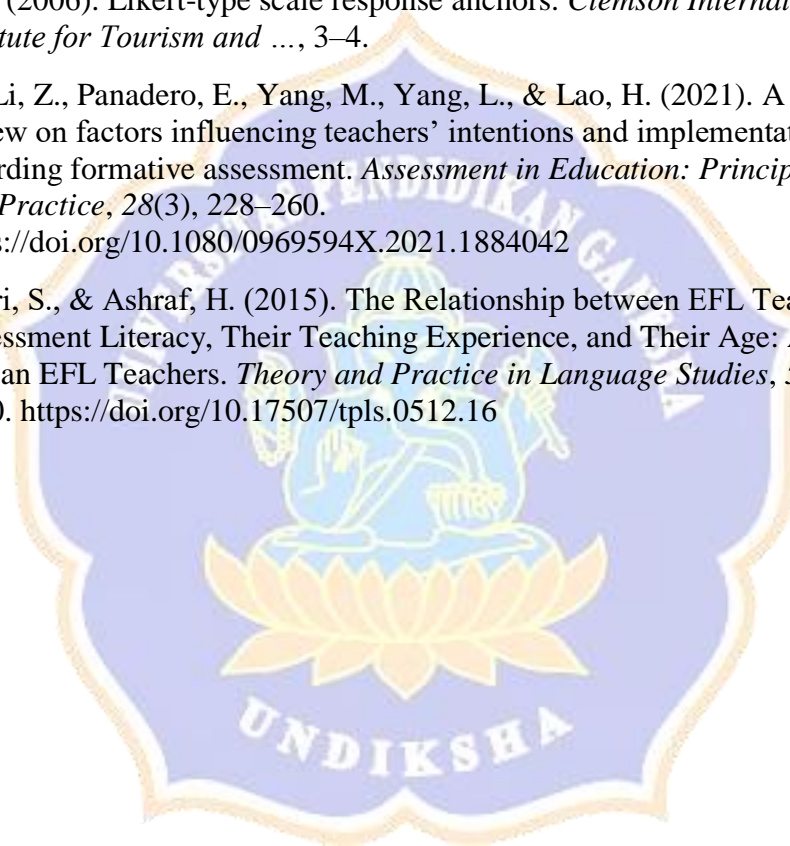 (2006). Likert-type scale response anchors. Clemson Internat
tute for Tourism and …, 3–4.
Li, Z., Panadero, E., Yang, M., Yang, L., & Lao, H. (2021). A
ew on factors influencing teachers’ intentions and implementat
rding formative assessment. Assessment in Education: Princip
Practice, 28(3), 228–260.
s://doi.org/10.1080/0969594X.2021.1884042
ri, S., & Ashraf, H. (2015). The Relationship between EFL Tea
essment Literacy, Their Teaching Experience, and Their Age:
an EFL Teachers. Theory and Practice in Language Studies,
0. https://doi.org/10.17507/tpls.0512.16
UNIVERSITAS PENDIDIKAN GANESHA
UNDIKSHA